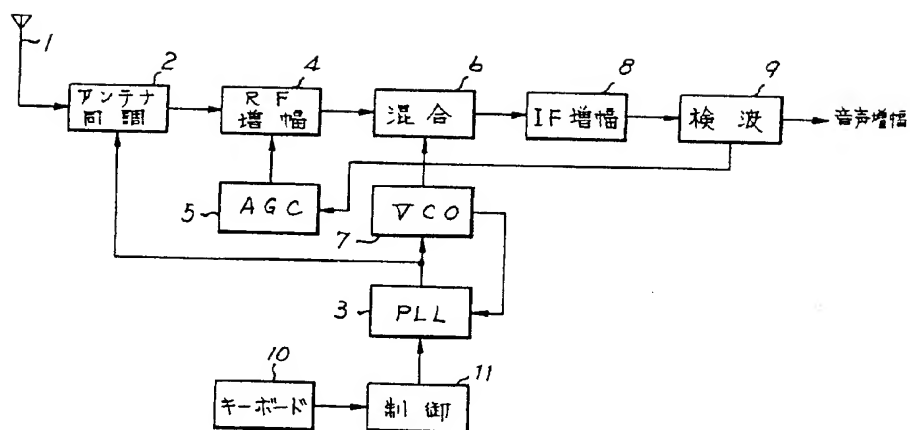 1
2
アンテナ
同調
4
RF
増幅
6
混合
8
IF増幅
9
検波
音声増幅
5
AGC
7
VCO
3
PLL
10
キーボード
11
制御